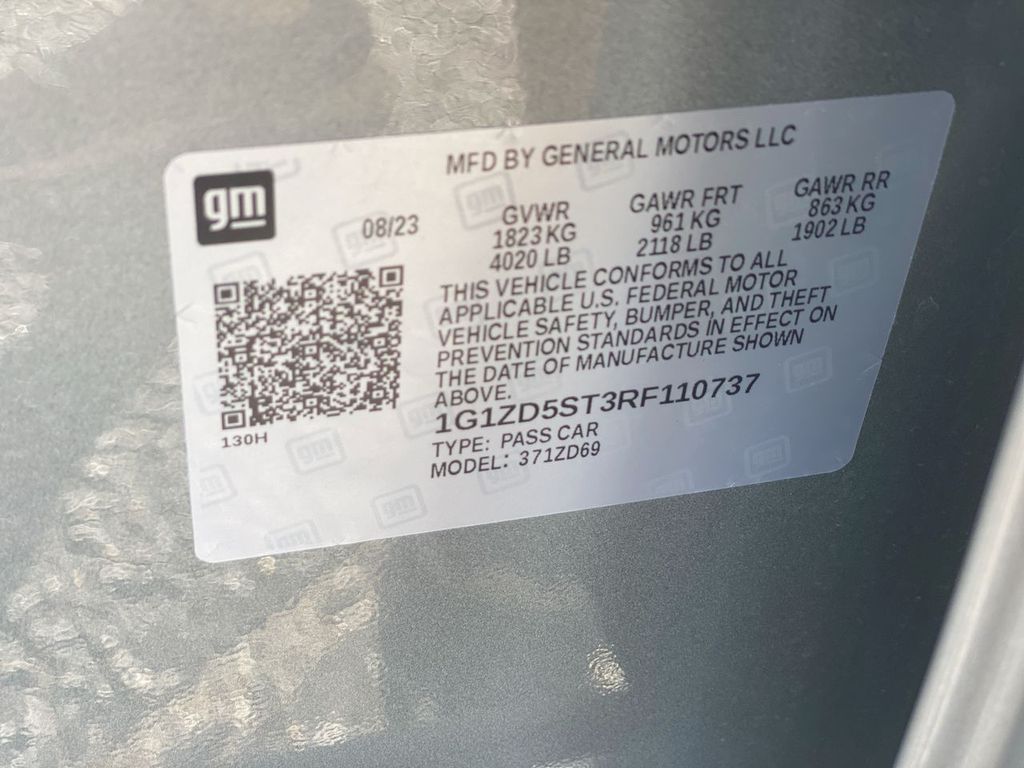 MFD BY GENERAL MOTORS LLC
gm
08/23
GVWR
1823 KG
4020 LB
GAWR FRT
961 KG
2118 LB
GAWR RR
863 KG
1902 LB
THIS VEHICLE CONFORMS TO ALL
APPLICABLE U.S. FEDERAL MOTOR
VEHICLE SAFETY, BUMPER, AND THEFT
PREVENTION STANDARDS IN EFFECT ON
THE DATE OF MANUFACTURE SHOWN
ABOVE.
1G1ZD5ST3RF110737
TYPE: PASS CAR
MODEL: 371ZD69
130H